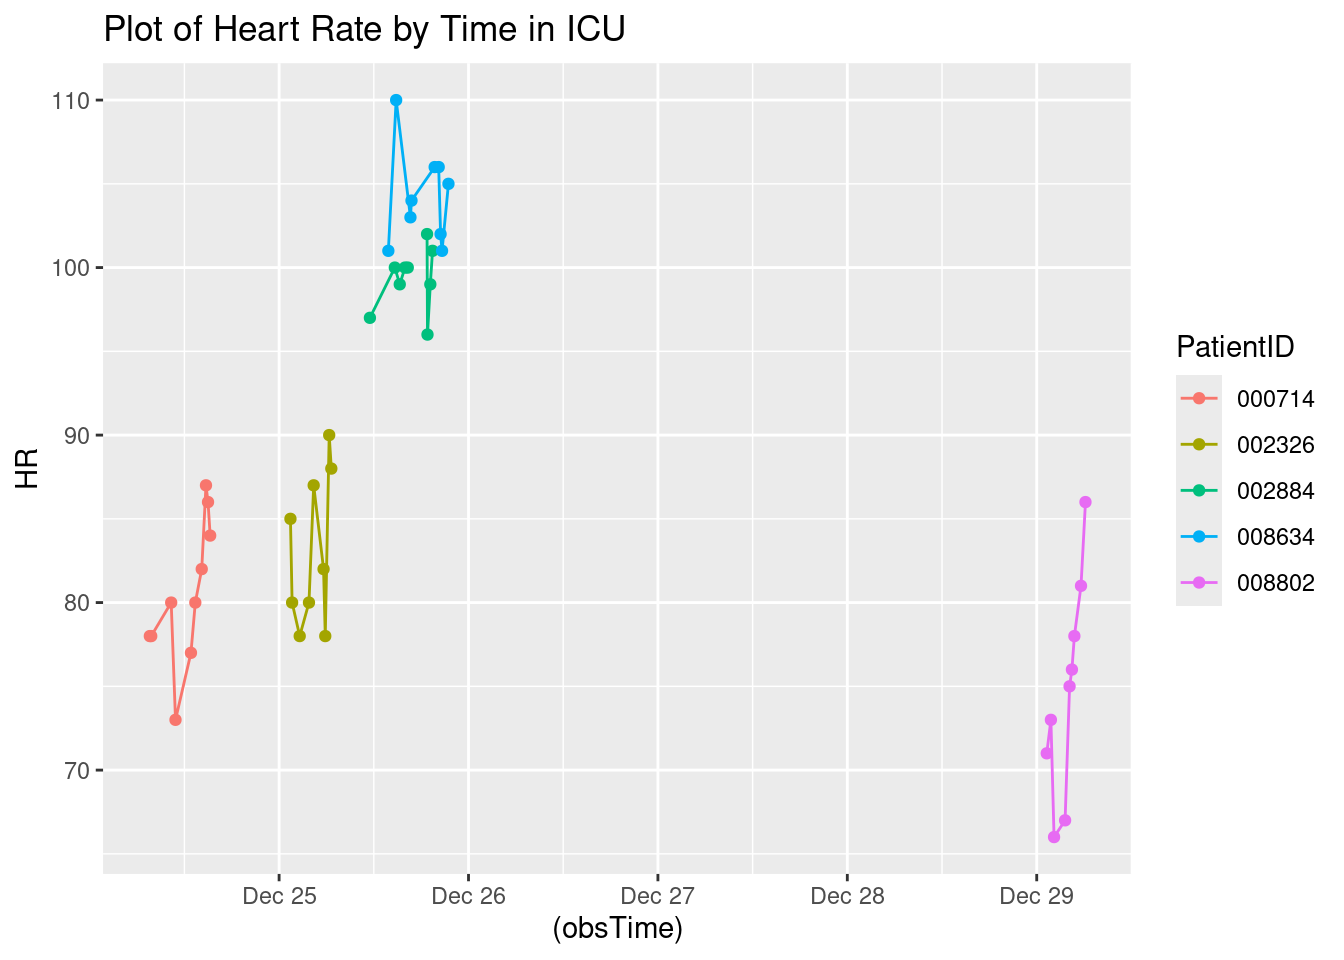 Plot of Heart Rate by Time in ICU
110
100
90
80
70
HR
Dec 25
Dec 26
Dec 27
Dec 28
Dec 29
(obsTime)
PatientID
000714
002326
002884
008634
008802